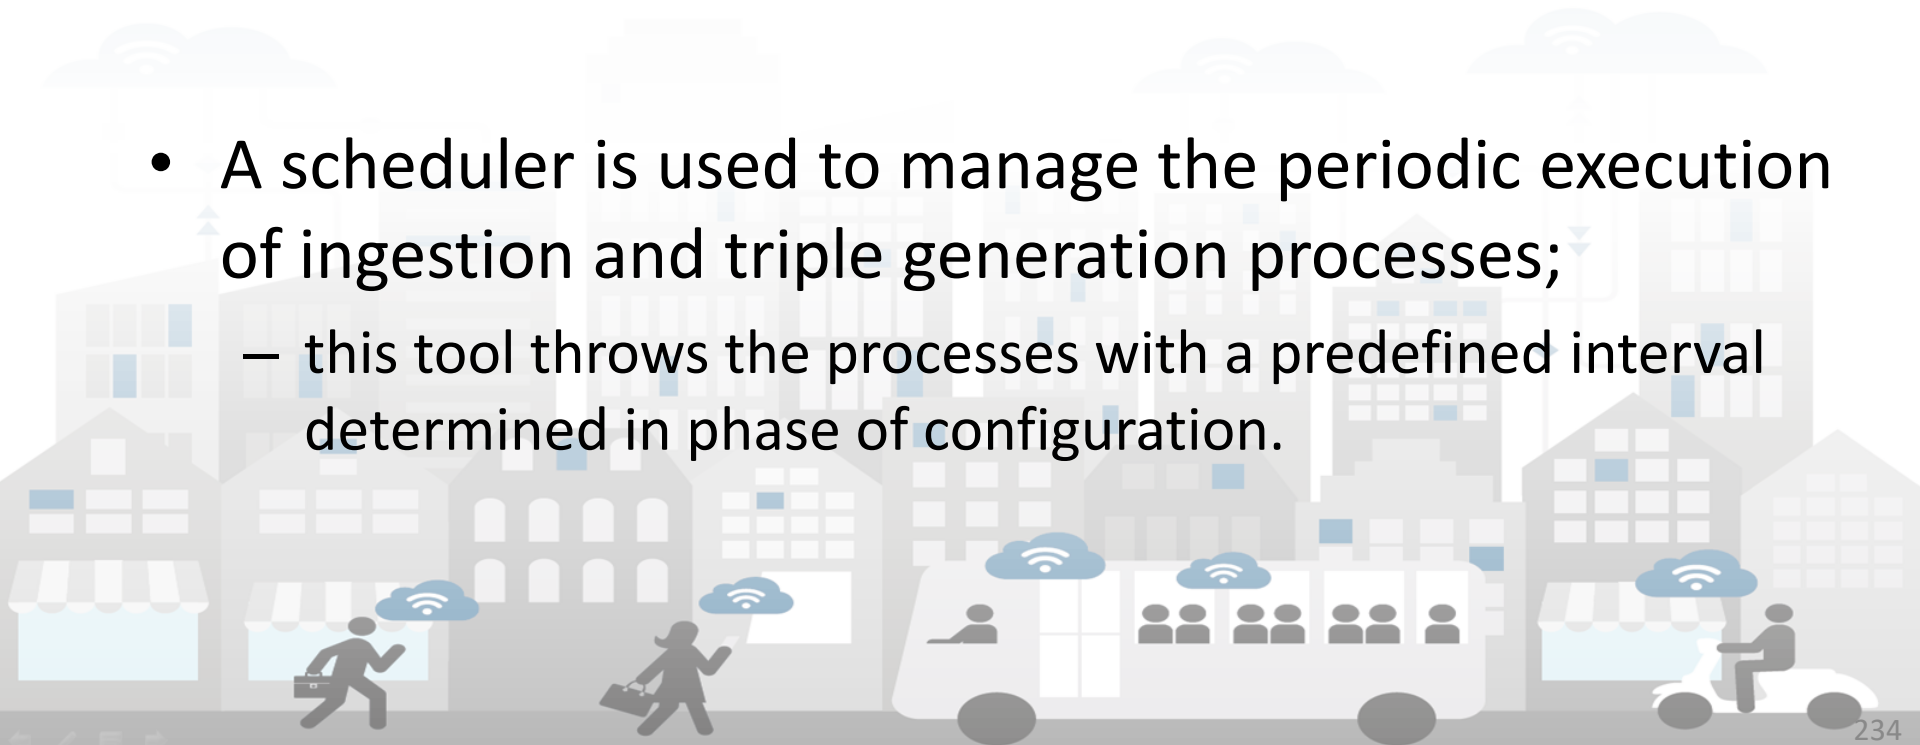 • A scheduler is used to manage the periodic execution
of ingestion and triple generation processes;
– this tool throws the processes with a predefined interval
determined in phase of configuration.
234